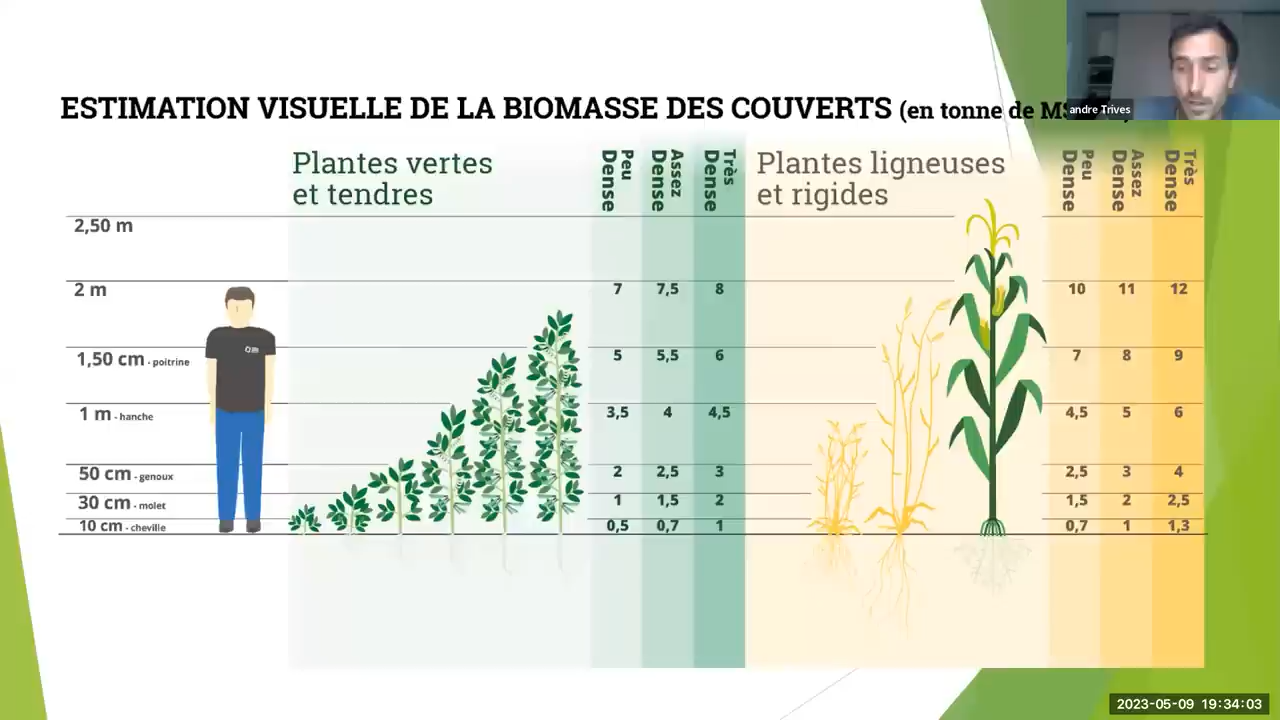 ESTIMATION VISUELLE DE LA BIOMASSE DES COUVERTS (en tonne de
andre Trives
Plantes vertes
et tendres
Peu
Dense
Assez
Dense
Très
Dense
Plantes ligneuses
et rigides
Peu
Dense
Assez
Dense
Très
Dense
2,50 m
2 m 7 7,5 8 10 11 12
1,50 cm - poitrine 5 5,5 6 7 8 9
1 m - hanche 3,5 4 4,5 4,5 5 6
50 cm - genoux 2 2,5 3 2,5 3 4
30 cm - molet 1 1,5 2 1,5 2 2,5
10 cm - cheville 0,5 0,7 1 0,7 1 1,3
2023-05-09 19:34:03